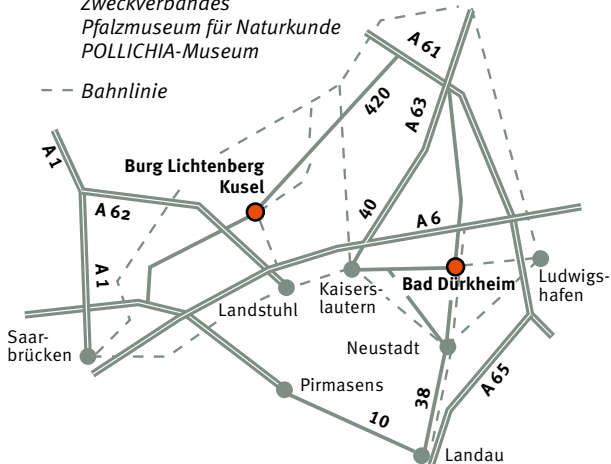 Zweckverbandes
Pfalzmuseum für Naturkunde
POLLICHIA-Museum
Bahnlinie
A 61
420
A 63
A 1
Burg Lichtenberg
Kusel
A 62
40
A 6
A 1
Kaisers-
lautern
Bad Dürkheim
Ludwigs-
hafen
Landstuhl
Saar-
brücken
Neustadt
Pirmasens
38
A 65
10
Landau